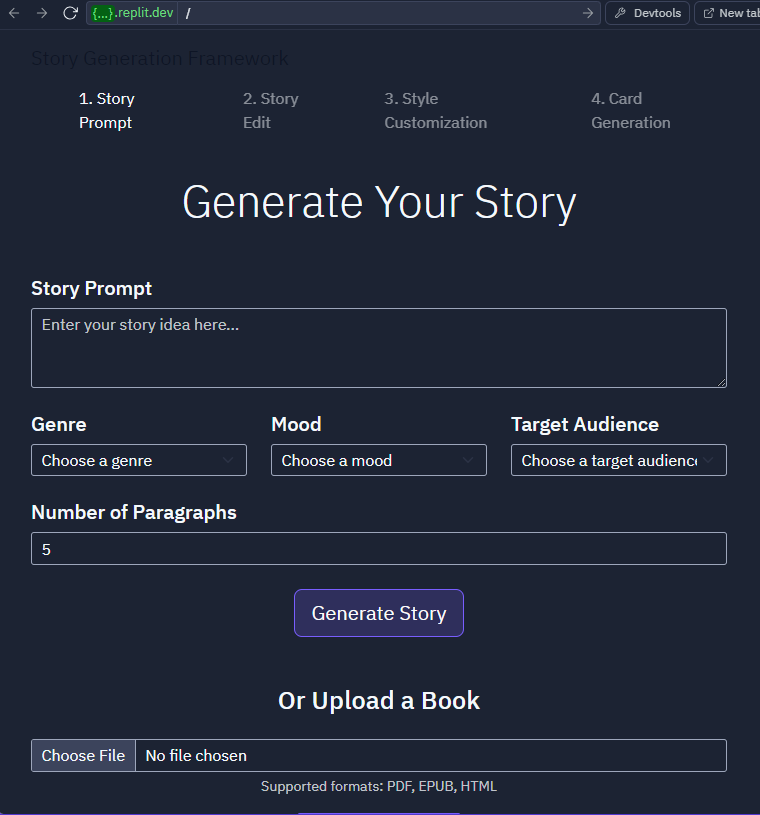 {...}.replit.dev / Devtools New tab
Story Generation Framework
1. Story Prompt
2. Story Edit
3. Style Customization
4. Card Generation
Generate Your Story
Story Prompt
Enter your story idea here...
Genre Mood Target Audience
Choose a genre Choose a mood Choose a target audience
Number of Paragraphs
5
Generate Story
Or Upload a Book
Choose File No file chosen
Supported formats: PDF, EPUB, HTML